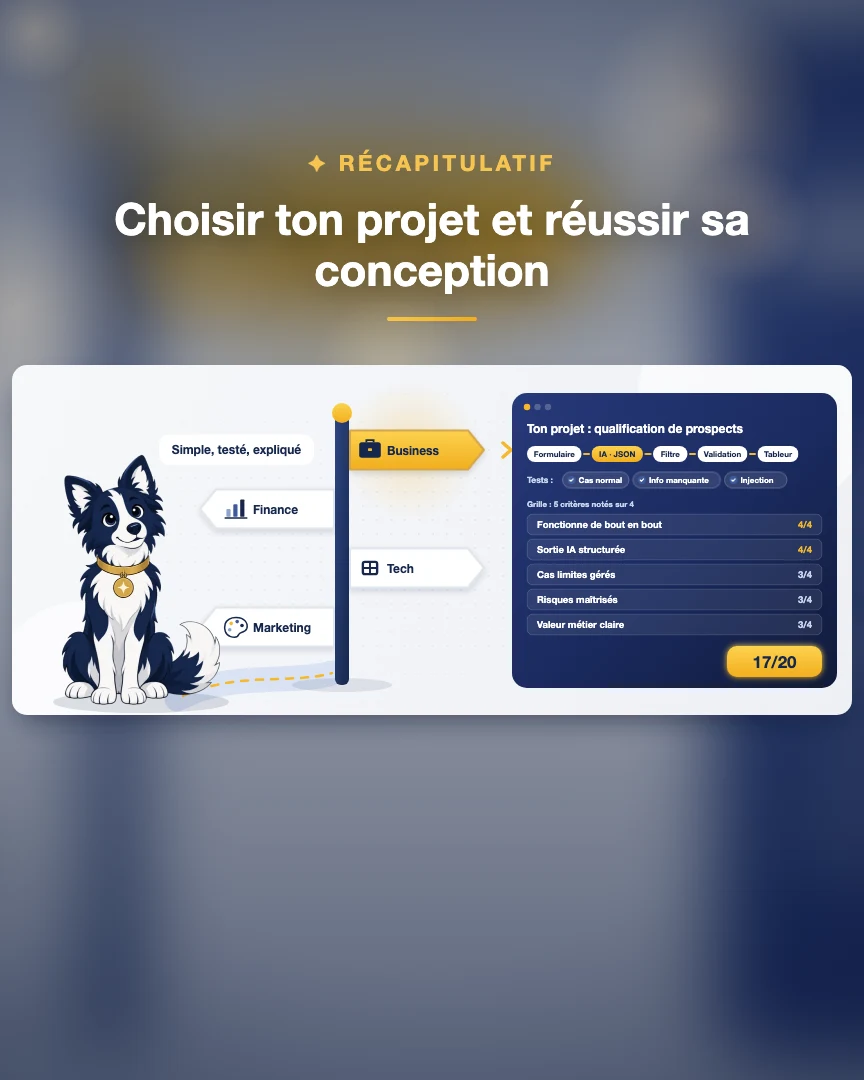 RÉCAPITULATIF
Choisir ton projet et réussir sa
conception
Simple, testé, expliqué
Business
Finance
Tech
Marketing
Ton projet : qualification de prospects
Formulaire
IA · JSON
Filtre
Validation
Tableur
Tests :
Cas normal
Info manquante
Injection
Grille : 5 critères notés sur 4
Fonctionne de bout en bout 4/4
Sortie IA structurée 4/4
Cas limites gérés 3/4
Risques maîtrisés 3/4
Valeur métier claire 3/4
17/20